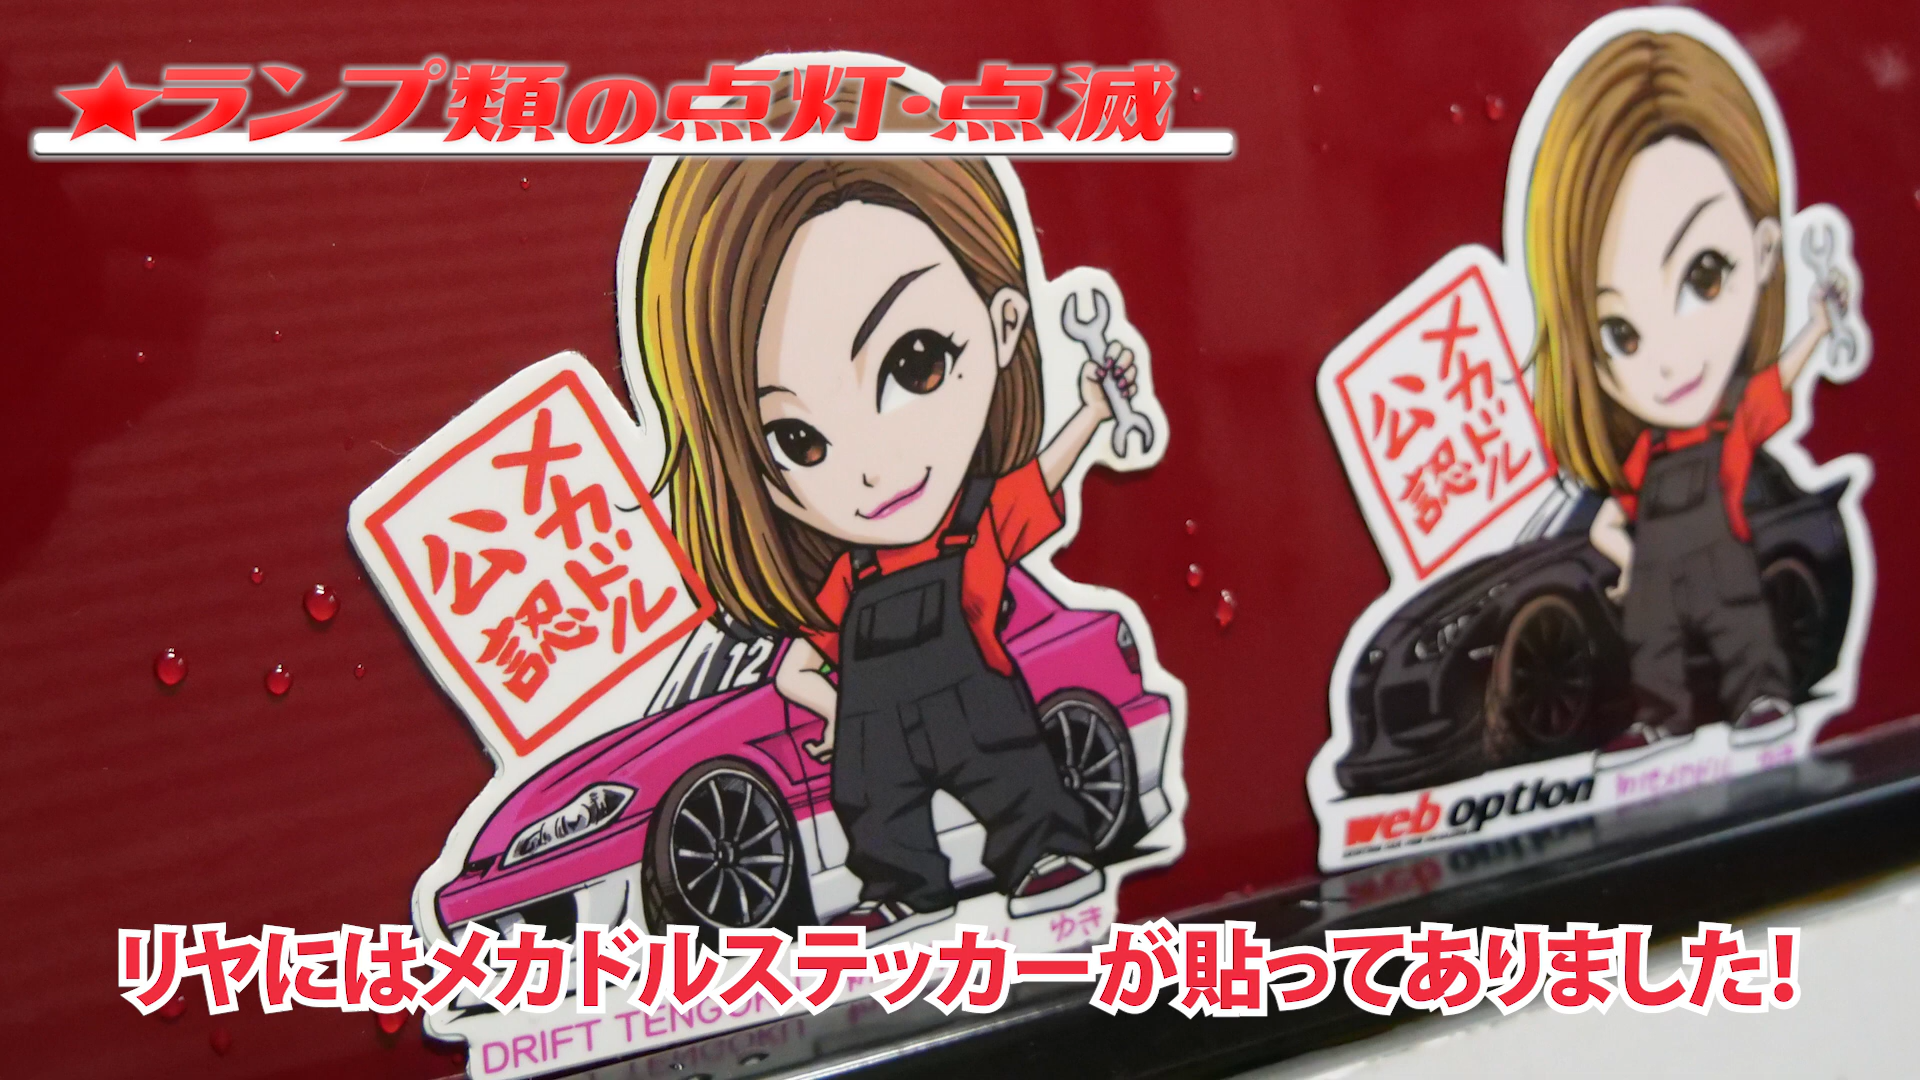 ★ランプ類の点灯・点滅
メカドル
公認
12
ゆき
DRIFT TENGOKU
メカドル
公認
web option
リヤにはメカドルステッカーが貼ってありました!